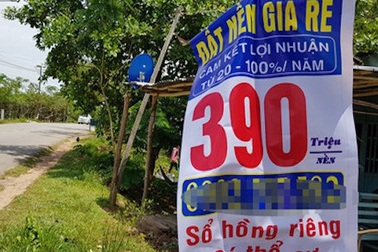 ĐẤT NỀN GIÁ RẺ
CAM KẾT LỢI NHUẬN
TỪ 20 - 100%/ NĂM
390
Triệu
NỀN
Sổ hồng riêng